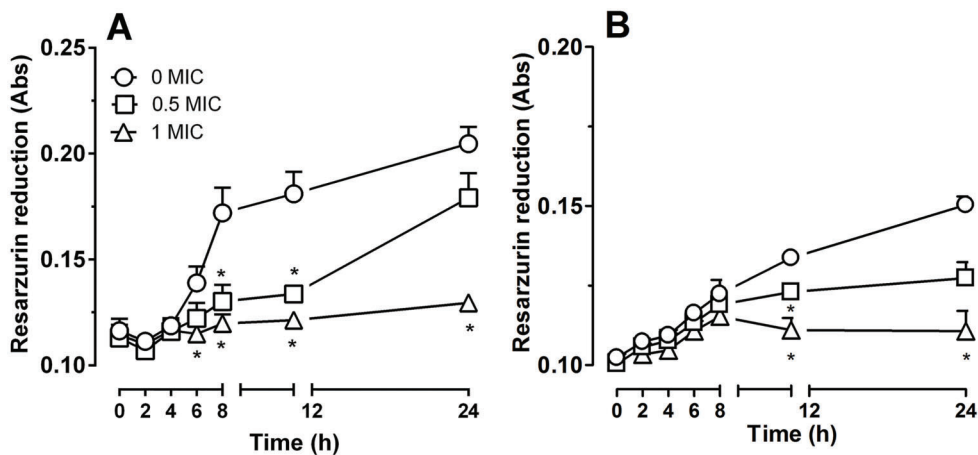 A
Resarzurin reduction (Abs)
0.25
0.20
0.15
0.10
0 MIC
0.5 MIC
1 MIC
*
*
*
*
*
*
0 2 4 6 8 12 24
Time (h)
B
Resarzurin reduction (Abs)
0.20
0.15
0.10
*
*
*
0 2 4 6 8 12 24
Time (h)